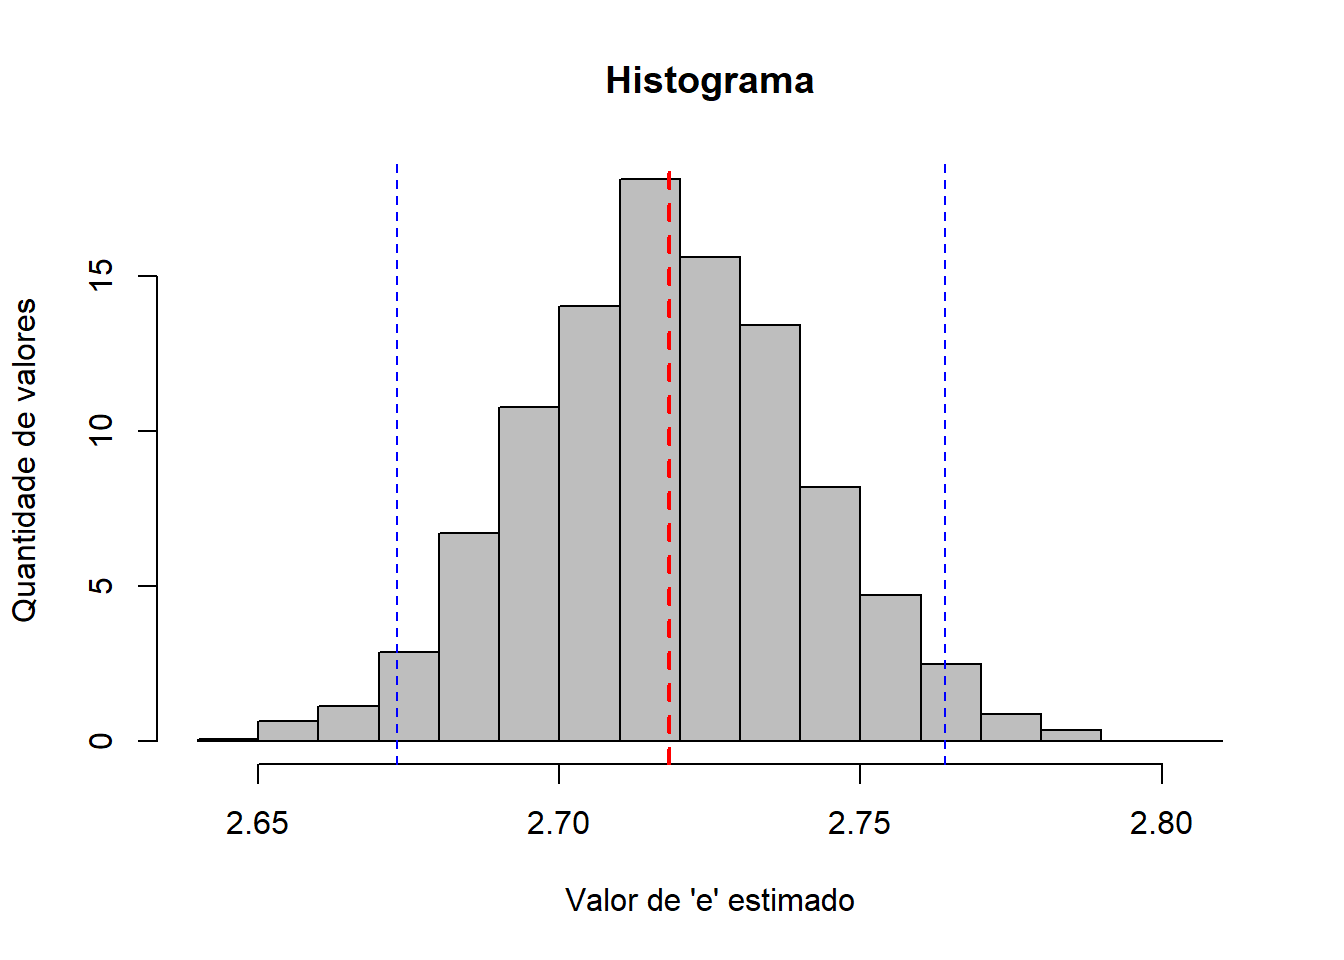 Histograma
Quantidade de valores
15
10
5
0
2.65 2.70 2.75 2.80
Valor de 'e' estimado